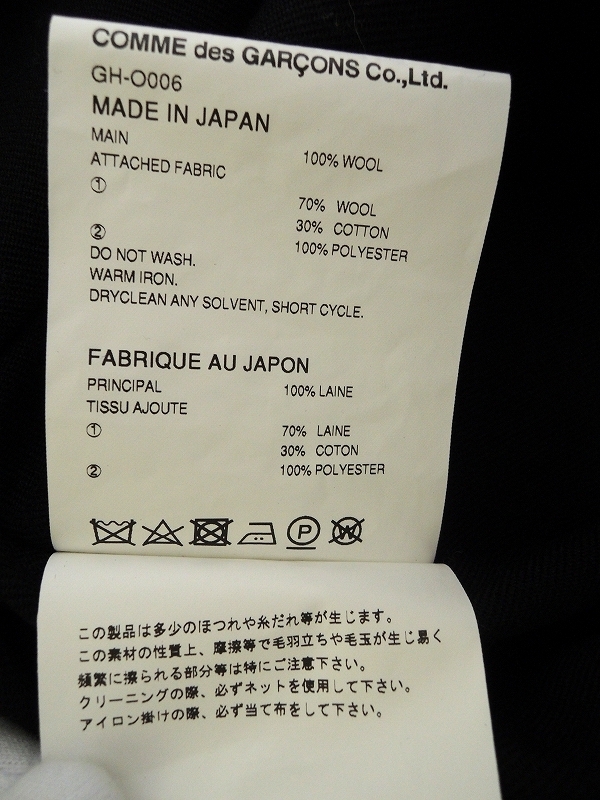 COMME des GARÇONS Co.,Ltd.
GH-O006
MADE IN JAPAN
MAIN 100% WOOL
ATTACHED FABRIC
① 70% WOOL
30% COTTON
② 100% POLYESTER
DO NOT WASH.
WARM IRON.
DRYCLEAN ANY SOLVENT, SHORT CYCLE.
FABRIQUE AU JAPON
PRINCIPAL 100% LAINE
TISSU AJOUTE
① 70% LAINE
30% COTON
② 100% POLYESTER
P W
この製品は多少のほつれや糸だれ等が生じます。
この素材の性質上、摩擦等で毛羽立ちや毛玉が生じ易く
頻繁に擦られる部分等は特にご注意下さい。
クリーニングの際、必ずネットを使用して下さい。
アイロン掛けの際、必ず当て布をして下さい。